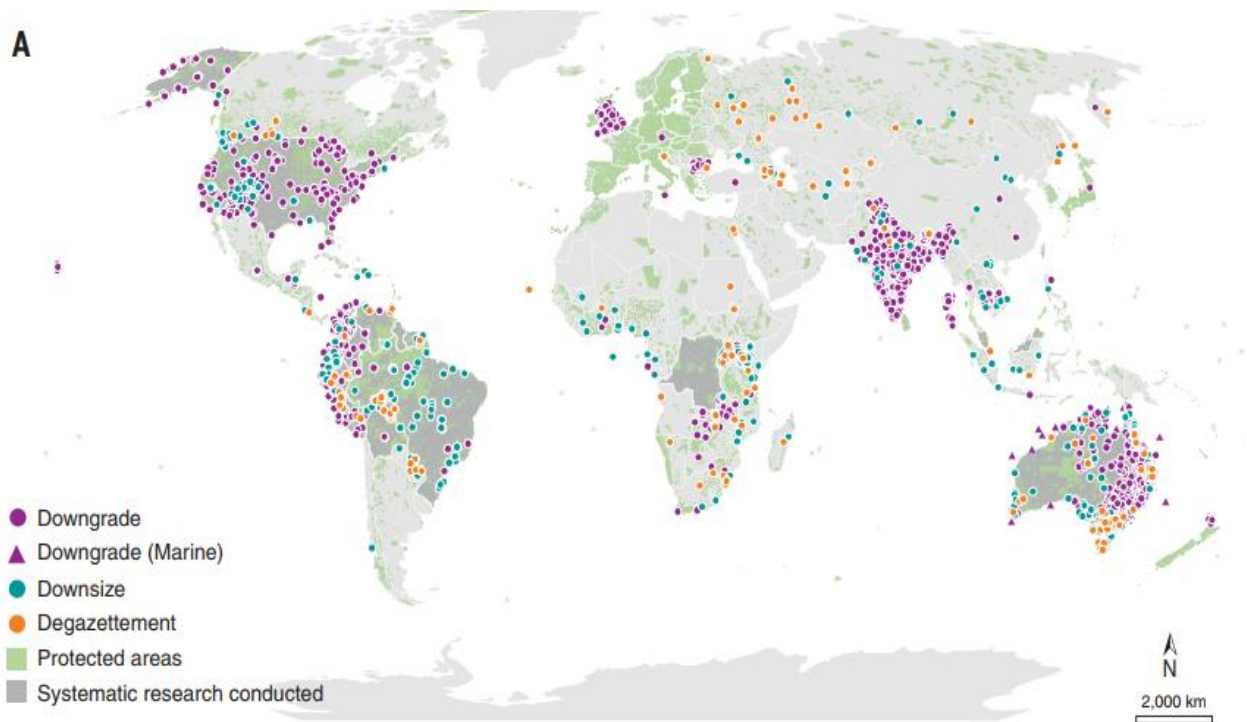 A
Downgrade
Downgrade (Marine)
Downsize
Degazettement
Protected areas
Systematic research conducted
N
2,000 km